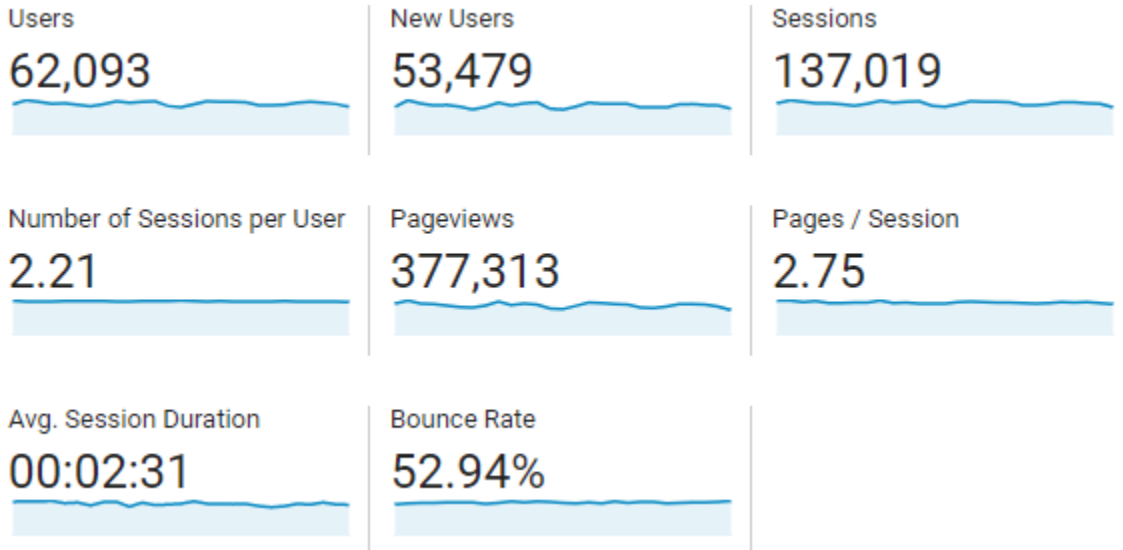 Users
62,093
New Users
53,479
Sessions
137,019
Number of Sessions per User
2.21
Pageviews
377,313
Pages / Session
2.75
Avg. Session Duration
00:02:31
Bounce Rate
52.94%